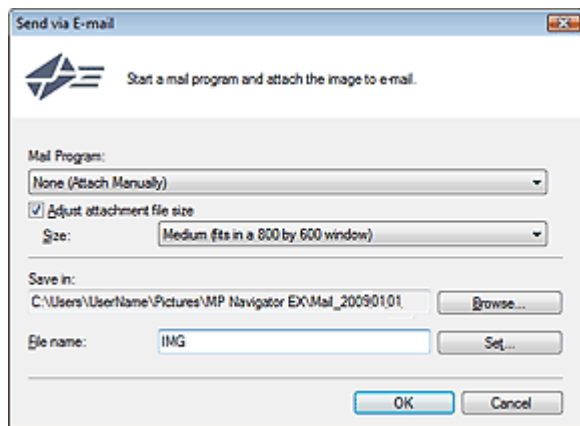 Send via E-mail
Start a mail program and attach the image to e-mail.
Mail Program:
None (Attach Manually)
Adjust attachment file size
Size: Medium (fits in a 800 by 600 window)
Save in:
C:\Users\UserName\Pictures\MP Navigator EX\Mail_20090101 Browse...
File name: IMG Set...
OK Cancel